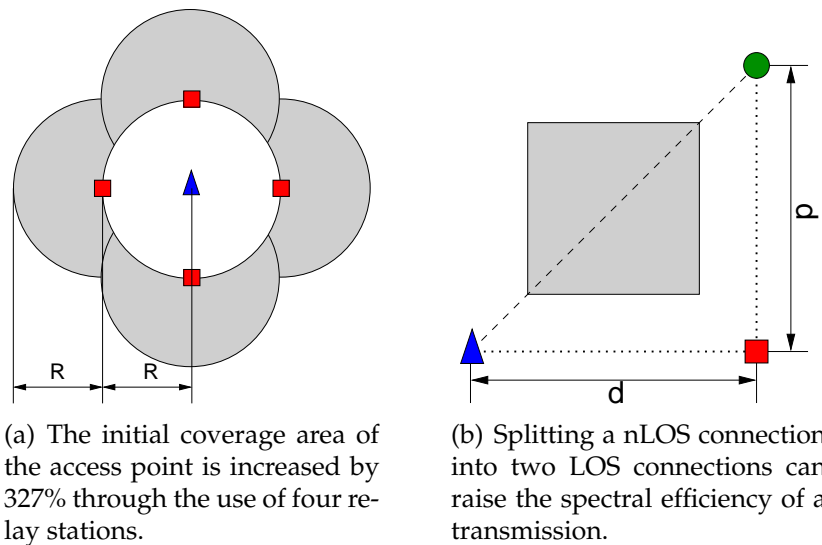 R
R
d
d
(a) The initial coverage area of
the access point is increased by
327% through the use of four re-
lay stations.
(b) Splitting a nLOS connection
into two LOS connections can
raise the spectral efficiency of a
transmission.